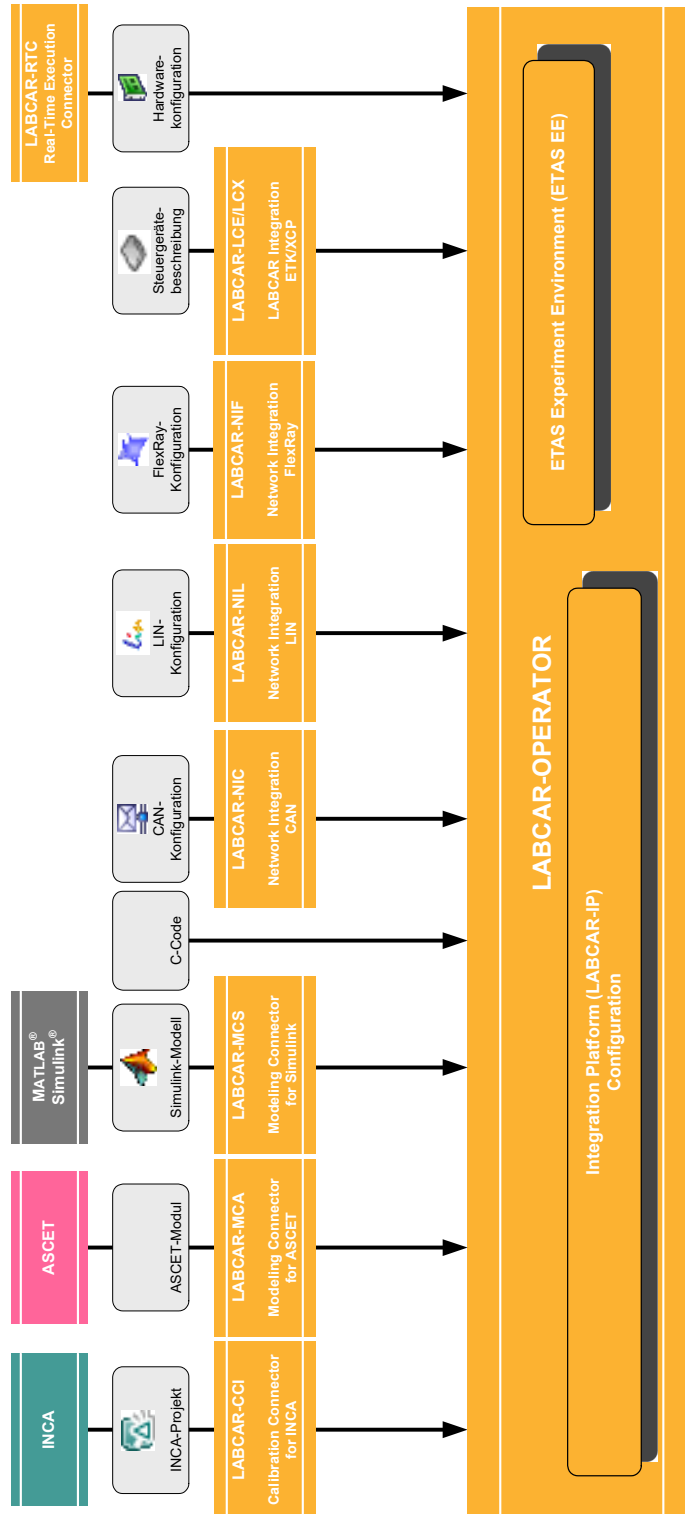 INCA
ASCET
MATLAB®
Simulink®
LABCAR-RTC
Real-Time Execution
Connector
INCA-Projekt
ASCET-Modul
Simulink-Modell
C-Code
CAN-
Konfiguration
LIN-
Konfiguration
FlexRay-
Konfiguration
Steuergeräte-
beschreibung
Hardware-
konfiguration
LABCAR-CCI
Calibration Connector
for INCA
LABCAR-MCA
Modeling Connector
for ASCET
LABCAR-MCS
Modeling Connector
for Simulink
LABCAR-NIC
Network Integration
CAN
LABCAR-NIL
Network Integration
LIN
LABCAR-NIF
Network Integration
FlexRay
LABCAR-LCE/LCX
LABCAR Integration
ETK/XCP
LABCAR-OPERATOR
Integration Platform (LABCAR-IP)
Configuration
ETAS Experiment Environment (ETAS EE)